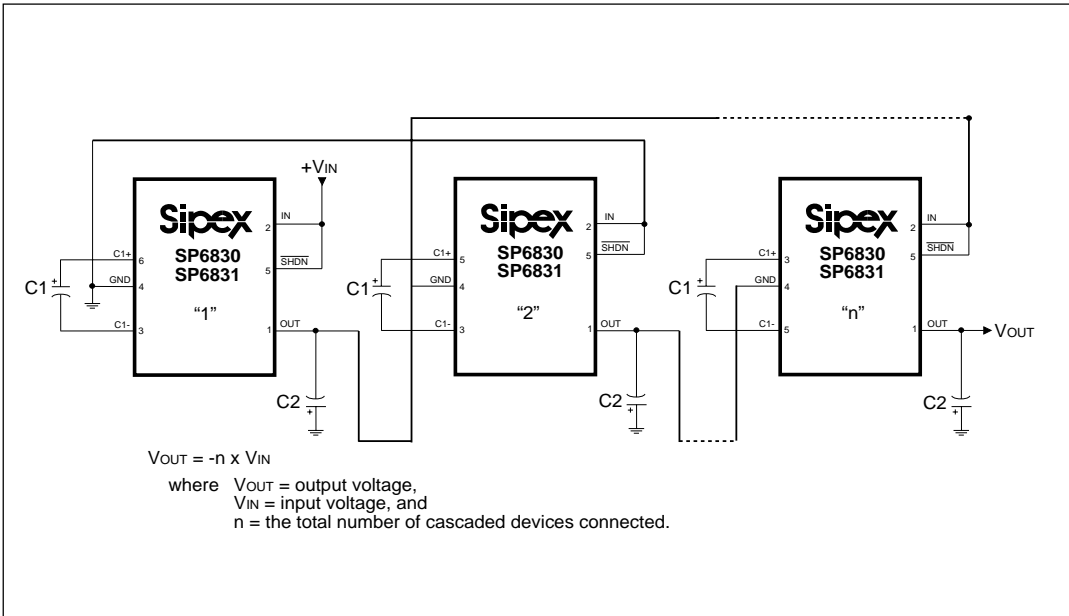 +VIN
Sipex
SP6830
SP6831
"1"
IN
2
SHDN
5
C1+
6
GND
4
C1-
3
OUT
1
C1
C2
+
+
Sipex
SP6830
SP6831
"2"
IN
2
SHDN
5
C1+
5
GND
4
C1-
3
OUT
1
C1
C2
+
+
Sipex
SP6830
SP6831
"n"
IN
2
SHDN
5
C1+
3
GND
4
C1-
5
OUT
1
VOUT
C1
C2
+
+
VOUT = -n x VIN
where VOUT = output voltage,
VIN = input voltage, and
n = the total number of cascaded devices connected.